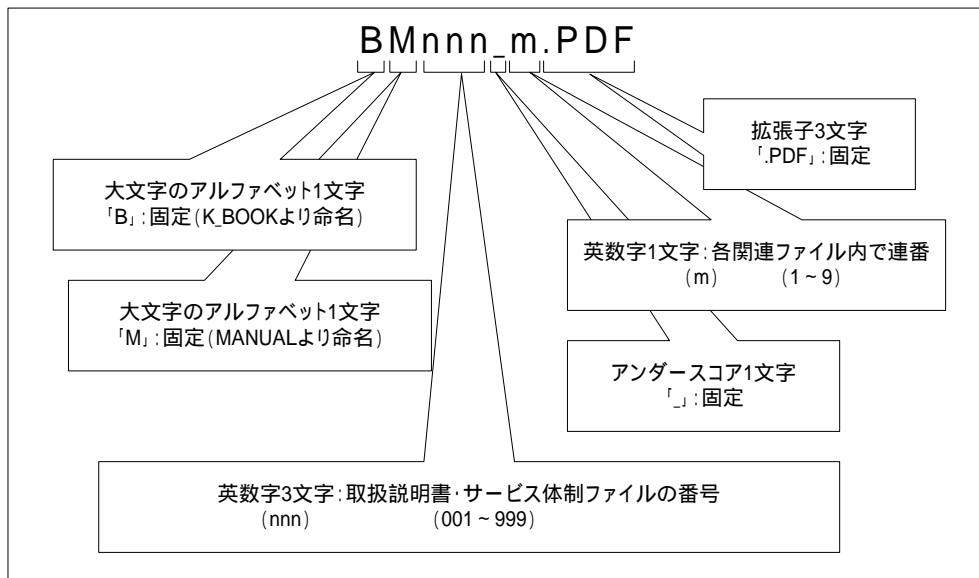 BMnnn_m.PDF
拡張子3文字
「.PDF」:固定
大文字のアルファベット1文字
「B」:固定(K_BOOKより命名)
英数字1文字:各関連ファイル内で連番
(m) (1~9)
大文字のアルファベット1文字
「M」:固定(MANUALより命名)
アンダースコア1文字
「_」:固定
英数字3文字:取扱説明書・サービス体制ファイルの番号
(nnn) (001~999)